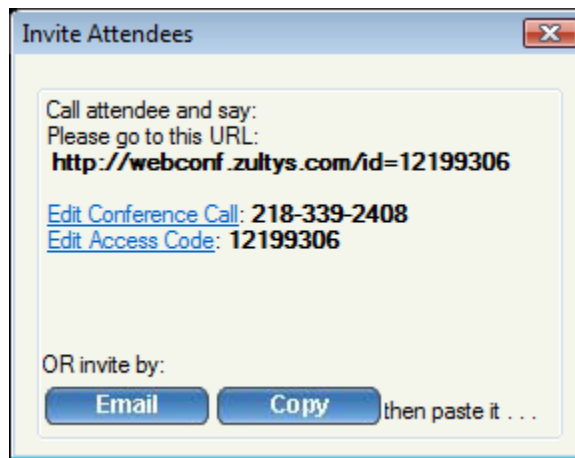 Invite Attendees
Call attendee and say:
Please go to this URL:
http://webconf.zultys.com/id=12199306
Edit Conference Call: 218-339-2408
Edit Access Code: 12199306
OR invite by:
Email Copy then paste it . . .